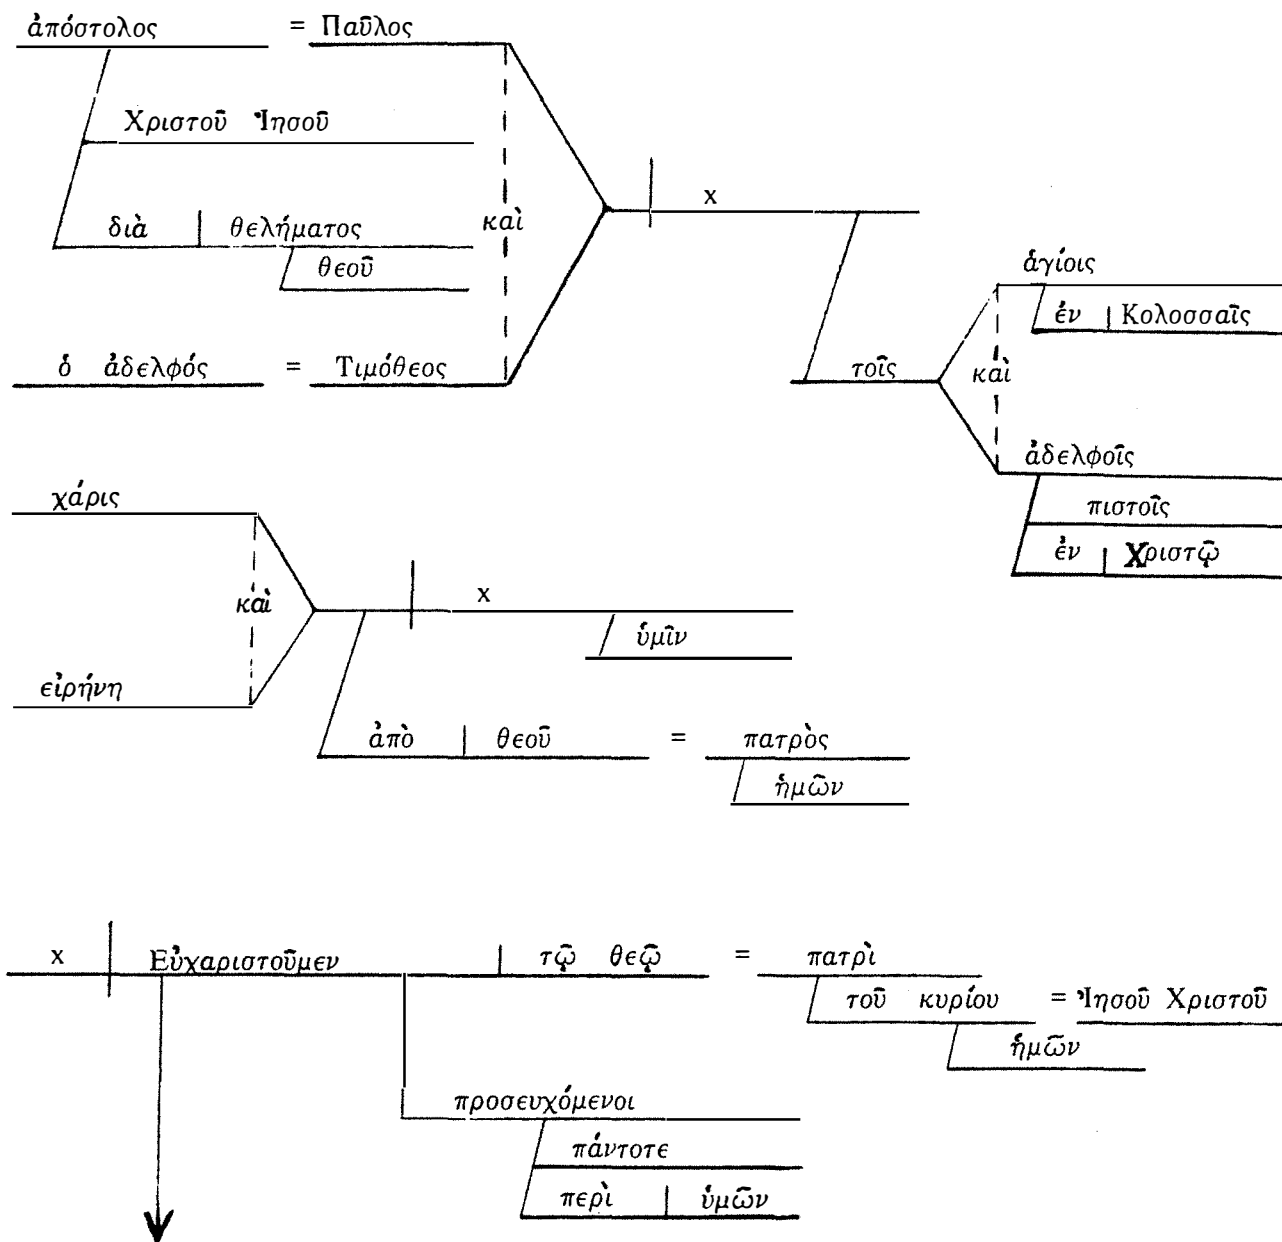 ἀπόστολος = Παῦλος
Χριστοῦ Ἰησοῦ
διὰ θελήματος
θεοῦ
καὶ
ὁ ἀδελφός = Τιμόθεος
x
τοῖς
ἁγίοις
ἐν Κολοσσαῖς
καὶ
ἀδελφοῖς
πιστοῖς
ἐν Χριστῷ
χάρις
καὶ
εἰρήνη
x
ὑμῖν
ἀπὸ θεοῦ = πατρὸς
ἡμῶν
x Εὐχαριστοῦμεν τῷ θεῷ = πατρὶ
τοῦ κυρίου = Ἰησοῦ Χριστοῦ
ἡμῶν
προσευχόμενοι
πάντοτε
περὶ ὑμῶν